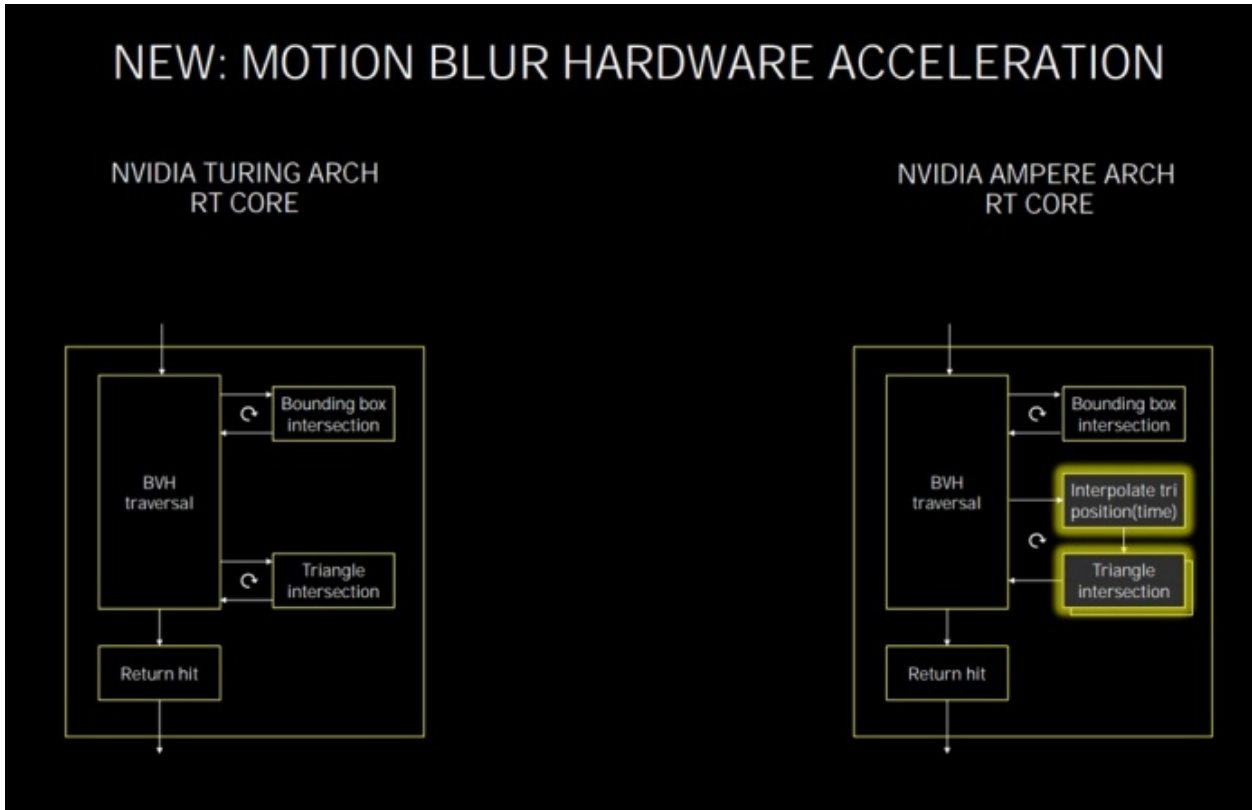 NEW: MOTION BLUR HARDWARE ACCELERATION
NVIDIA TURING ARCH
RT CORE
BVH
traversal
Bounding box
intersection
Triangle
intersection
Return hit
NVIDIA AMPERE ARCH
RT CORE
BVH
traversal
Bounding box
intersection
Interpolate tri
position(time)
Triangle
intersection
Return hit